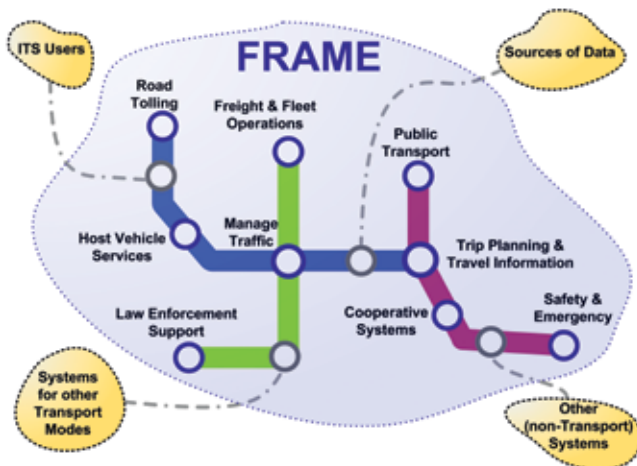 ITS Users
FRAME
Sources of Data
Road
Tolling
Freight & Fleet
Operations
Public
Transport
Host Vehicle
Services
Manage
Traffic
Trip Planning &
Travel Information
Law Enforcement
Support
Cooperative
Systems
Safety &
Emergency
Systems
for other
Transport
Modes
Other
(non-Transport)
Systems